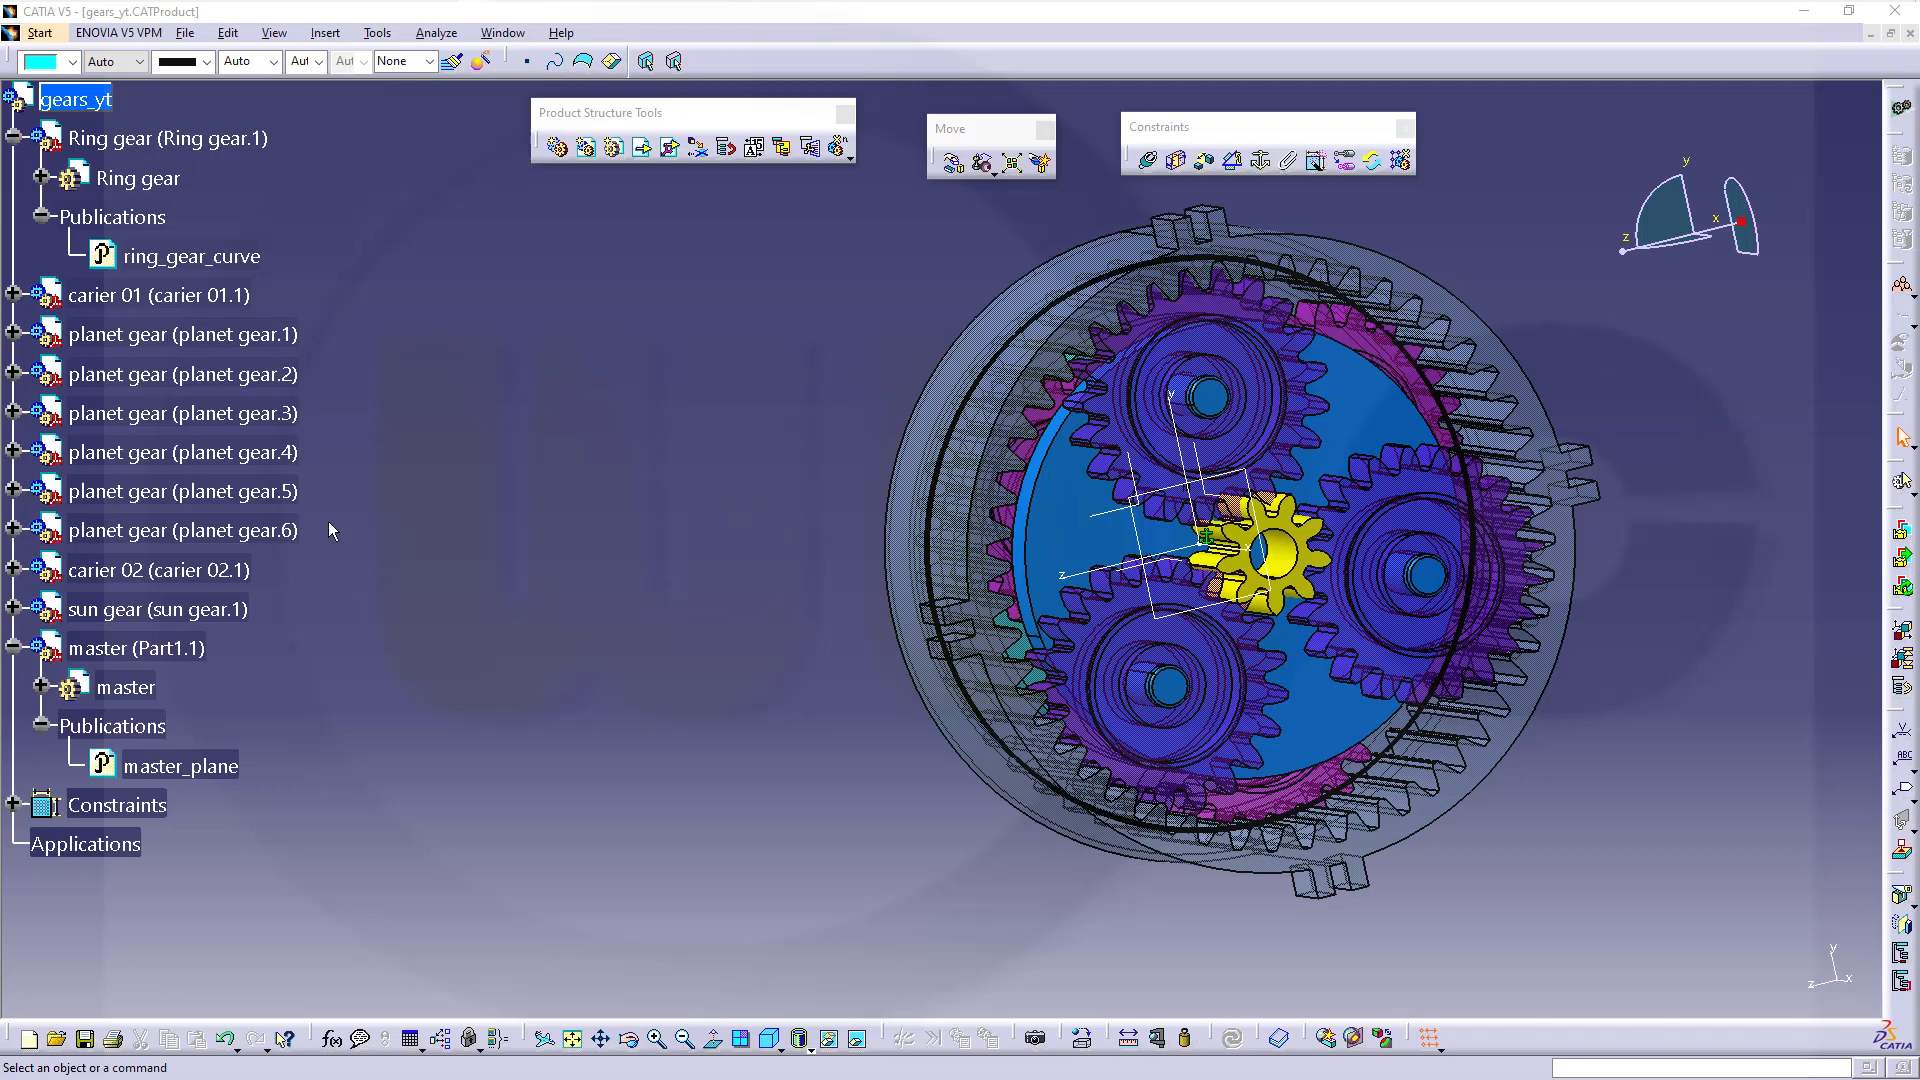 CATIA V5 - [gears_yt.CATProduct]
Start ENOVIA V5 VPM File Edit View Insert Tools Analyze Window Help
Auto Auto Aut Aut None
gears_yt
Ring gear (Ring gear.1)
Ring gear
Publications
ring_gear_curve
carier 01 (carier 01.1)
planet gear (planet gear.1)
planet gear (planet gear.2)
planet gear (planet gear.3)
planet gear (planet gear.4)
planet gear (planet gear.5)
planet gear (planet gear.6)
carier 02 (carier 02.1)
sun gear (sun gear.1)
master (Part1.1)
master
Publications
master_plane
Constraints
Applications
Product Structure Tools
Move
Constraints
y
x
z
y
z
x
y
z
x
ABC
f(x)
CATIA
Select an object or a command